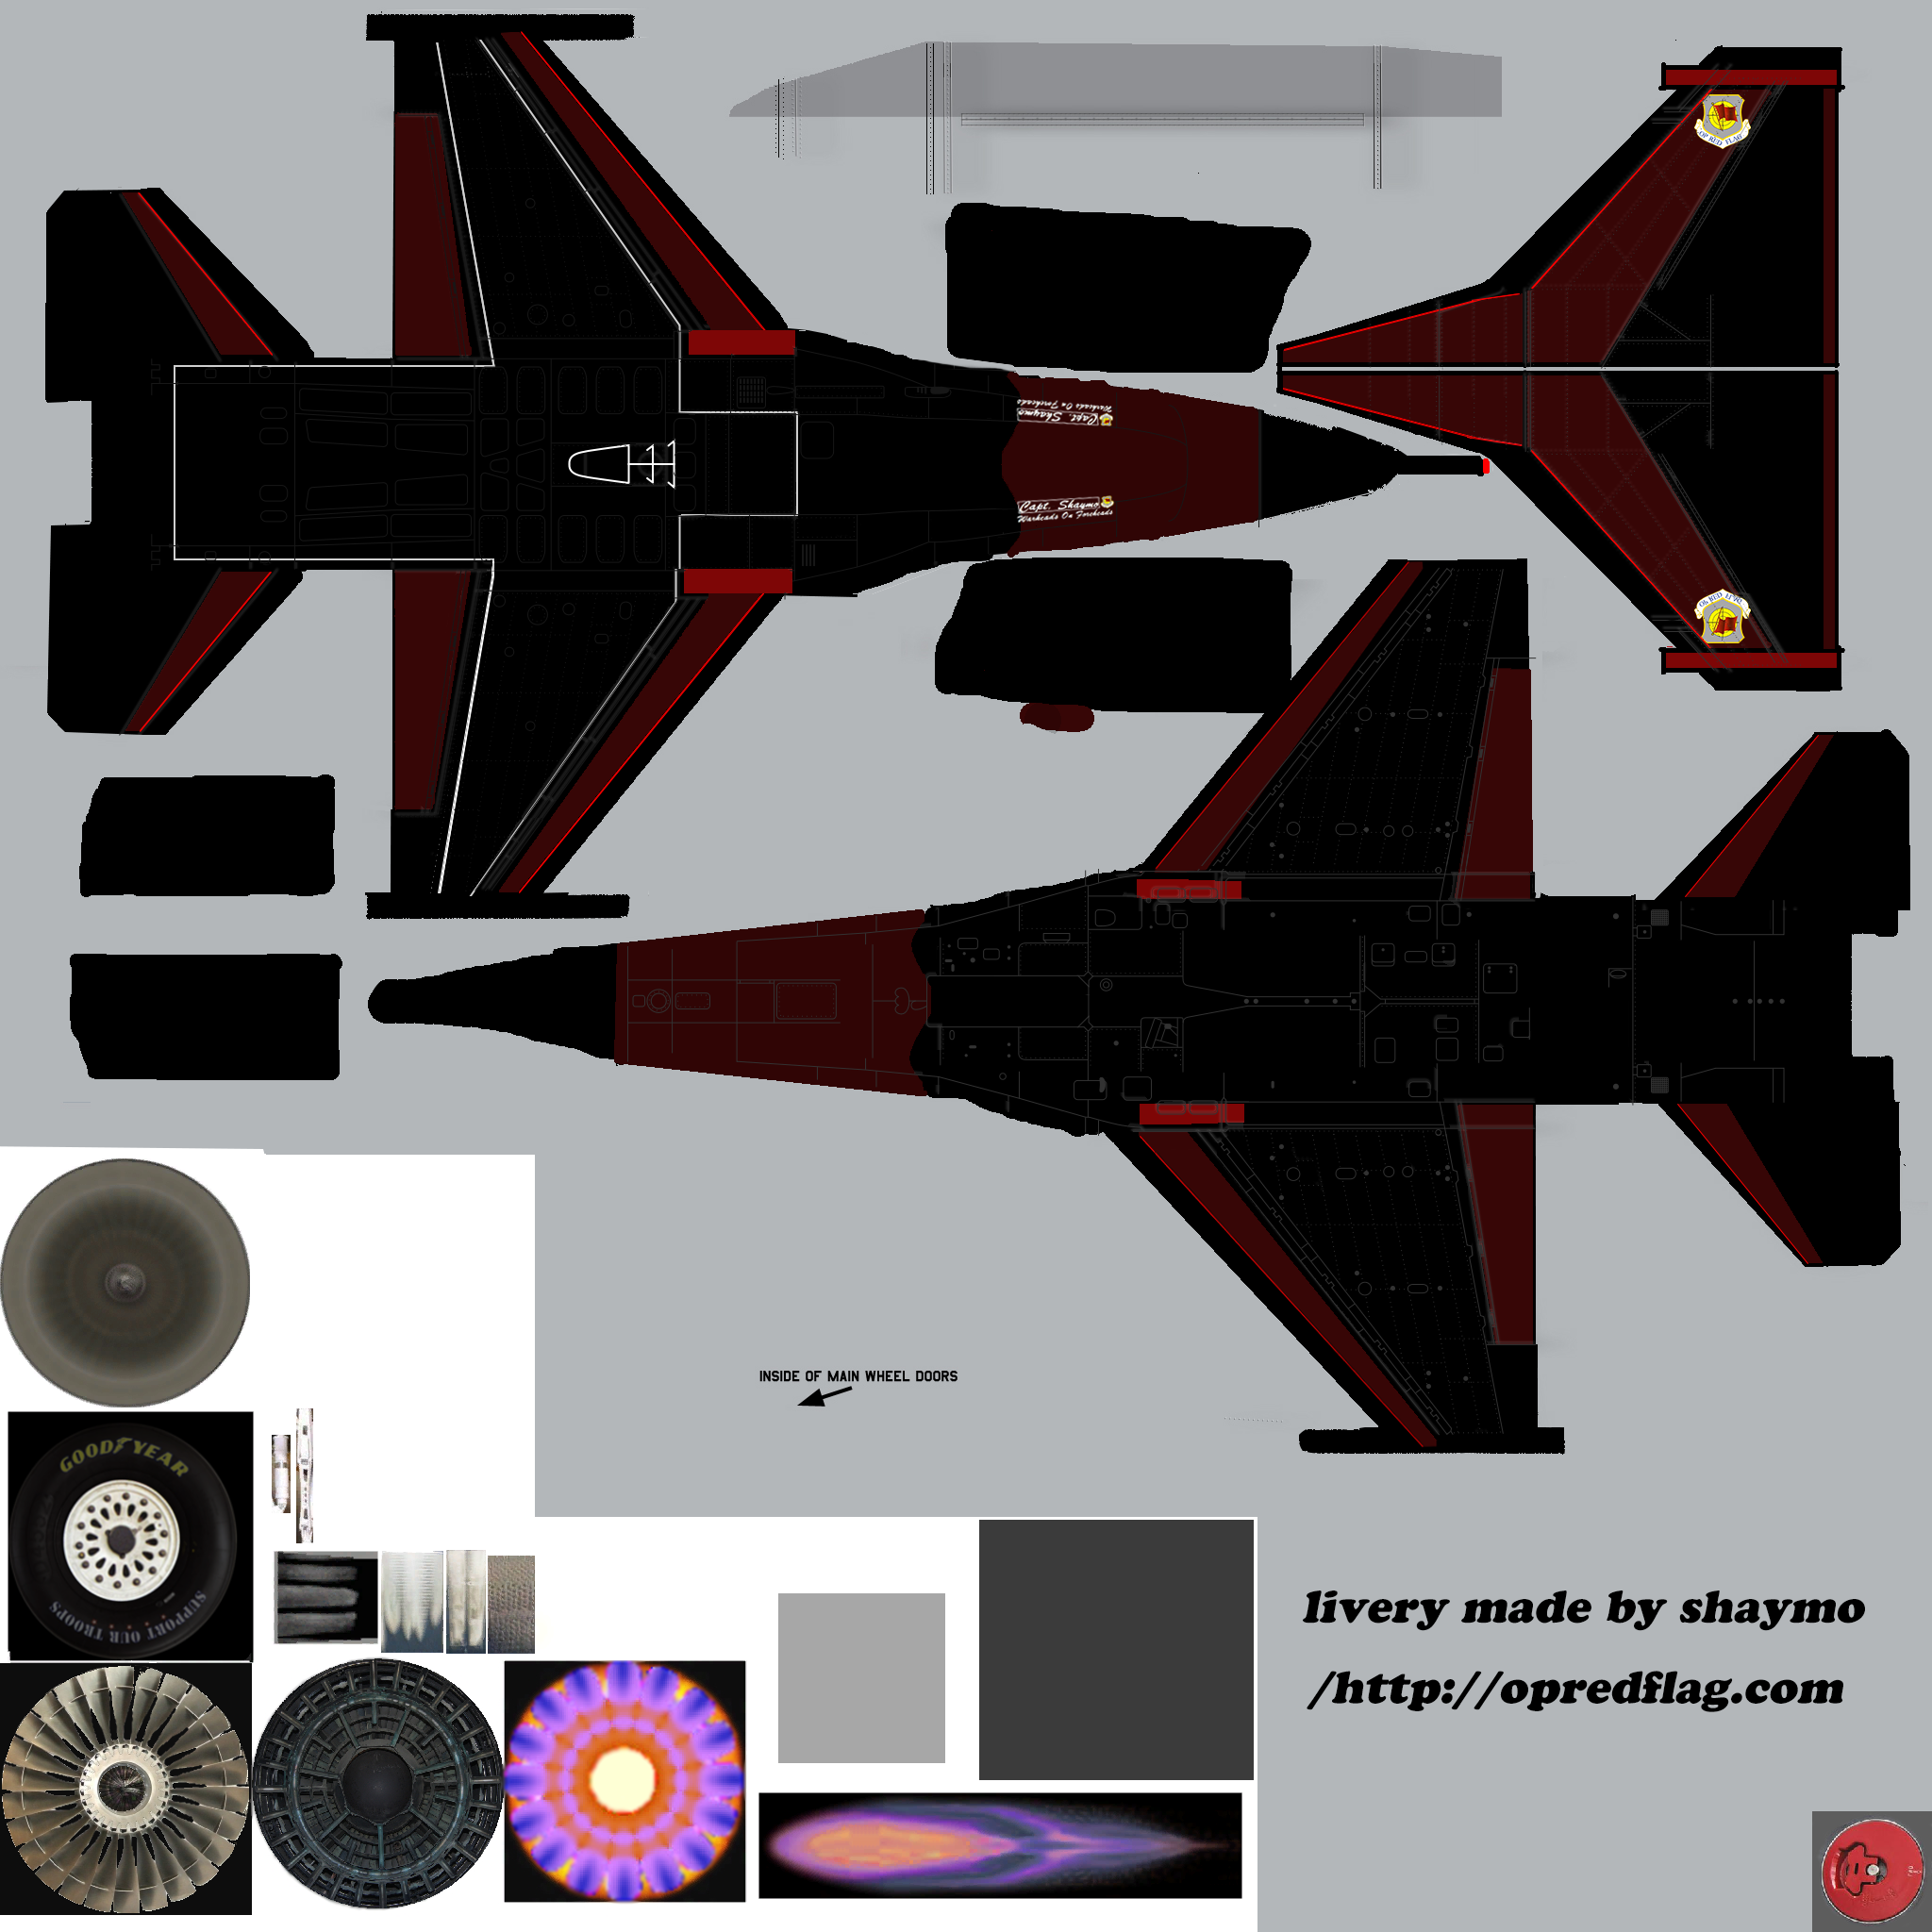 OP RED FLAG
Warheads On Foreheads
Capt. Shaymo
Capt. Shaymo
Warheads On Foreheads
OP RED FLAG
INSIDE OF MAIN WHEEL DOORS
GOODYEAR
SUPPORT OUR TROOPS
livery made by shaymo
/http://opredflag.com